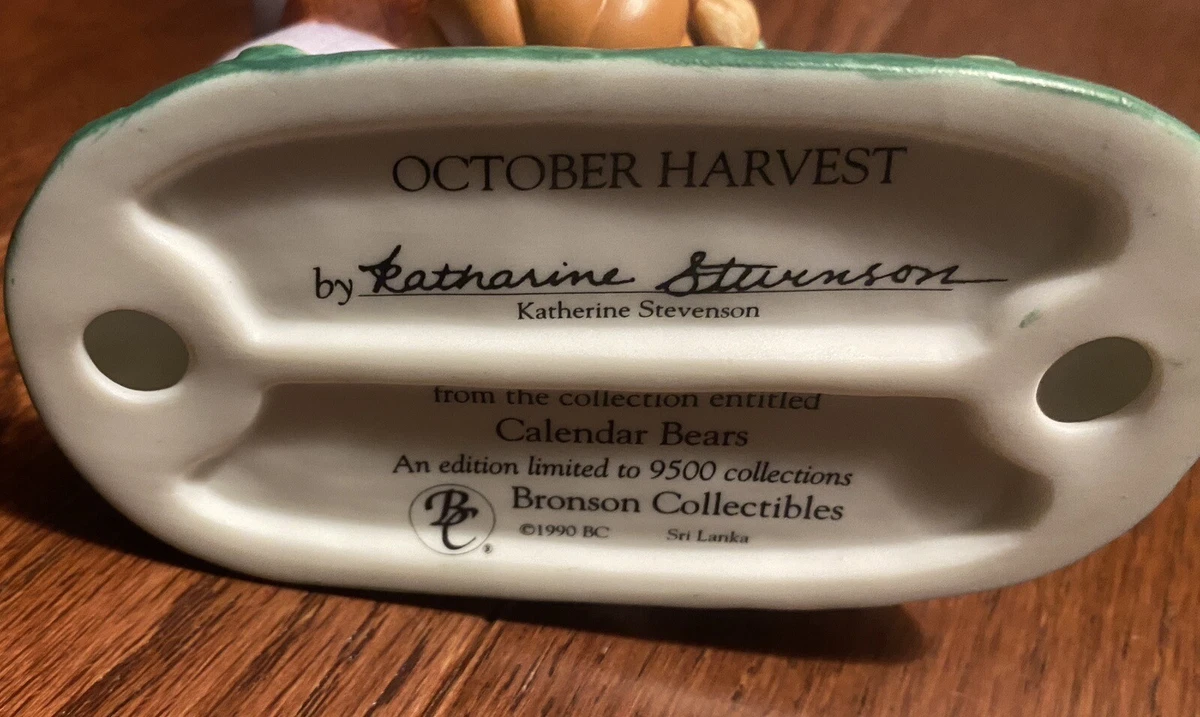 OCTOBER HARVEST
by Katharine Stevenson
Katherine Stevenson
from the collection entitled
Calendar Bears
An edition limited to 9500 collections
BC® Bronson Collectibles
©1990 BC Sri Lanka